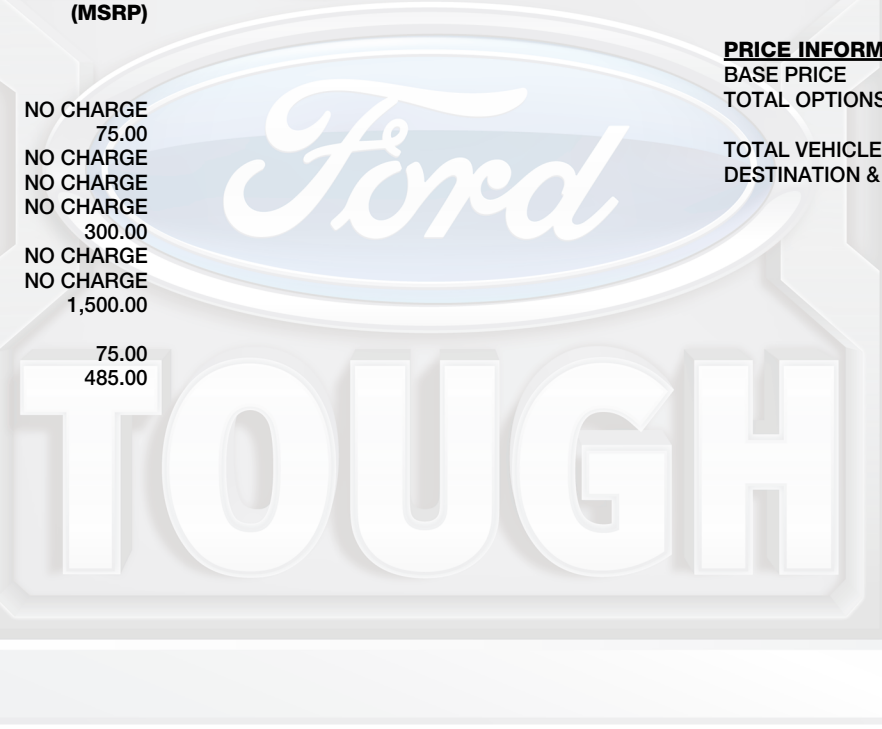 (MSRP)
NO CHARGE
75.00
NO CHARGE
NO CHARGE
NO CHARGE
300.00
NO CHARGE
NO CHARGE
1,500.00
75.00
485.00
PRICE INFORM
BASE PRICE
TOTAL OPTIONS
TOTAL VEHICLE
DESTINATION &
Ford
TOUGH